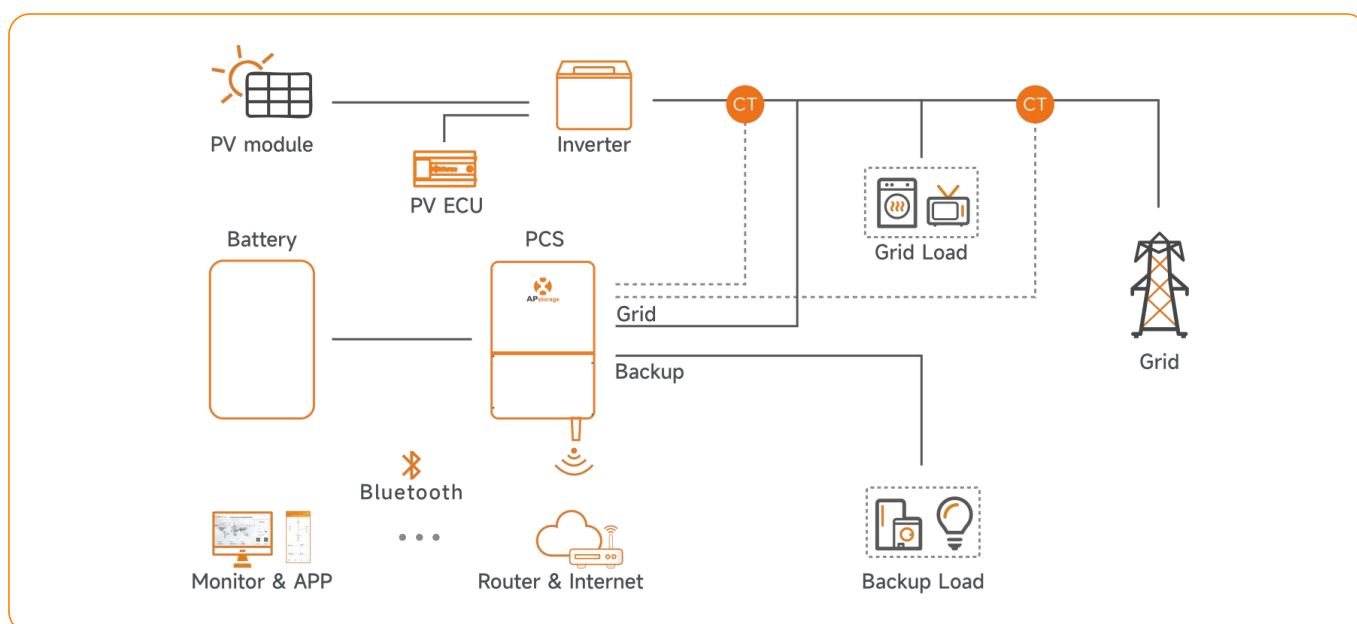 CT
CT
PV module
Inverter
PV ECU
Battery
PCS
Grid Load
APstorage
Grid
Grid
Backup
Bluetooth
Monitor & APP
Router & Internet
Backup Load